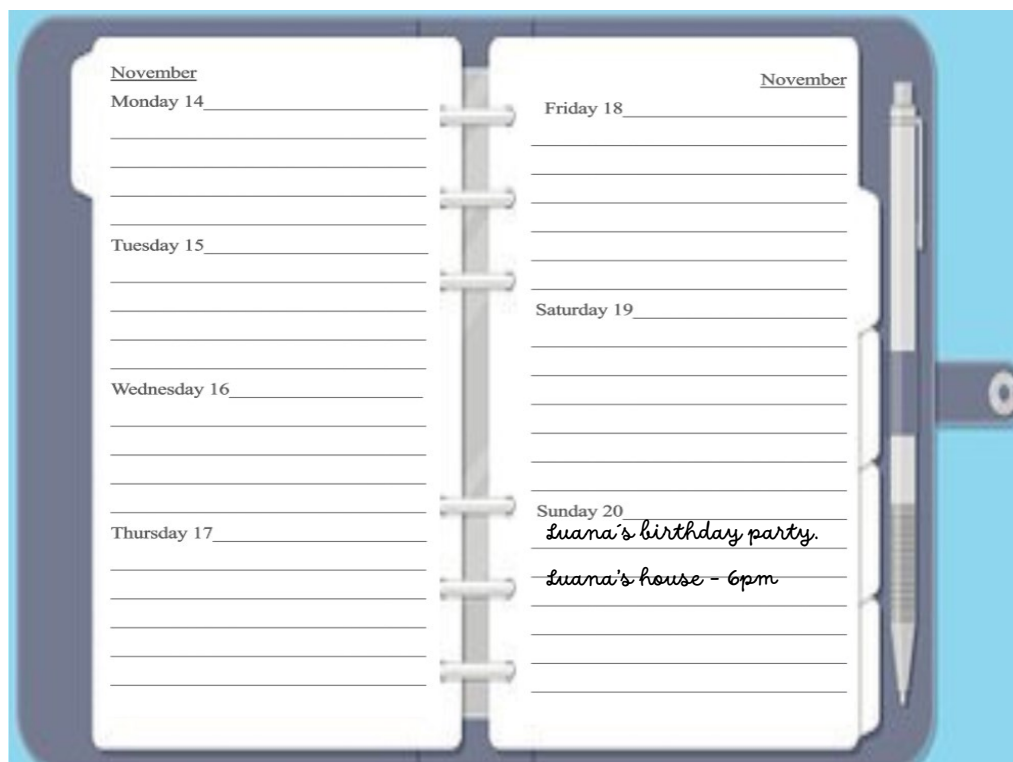 November
Monday 14
Tuesday 15
Wednesday 16
Thursday 17
November
Friday 18
Saturday 19
Sunday 20
Luana´s birthday party.
Luana's house - 6pm